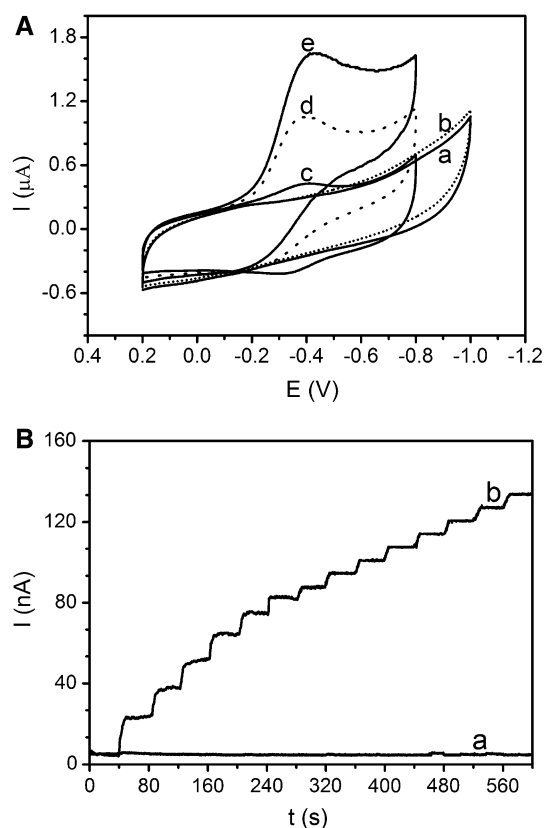 A
1.8
1.2
0.6
0.0
-0.6
I (μA)
e
d
c
b
a
0.4 0.2 0.0 -0.2 -0.4 -0.6 -0.8 -1.0 -1.2
E (V)
B
160
120
80
40
0
I (nA)
b
a
0 80 160 240 320 400 480 560
t (s)